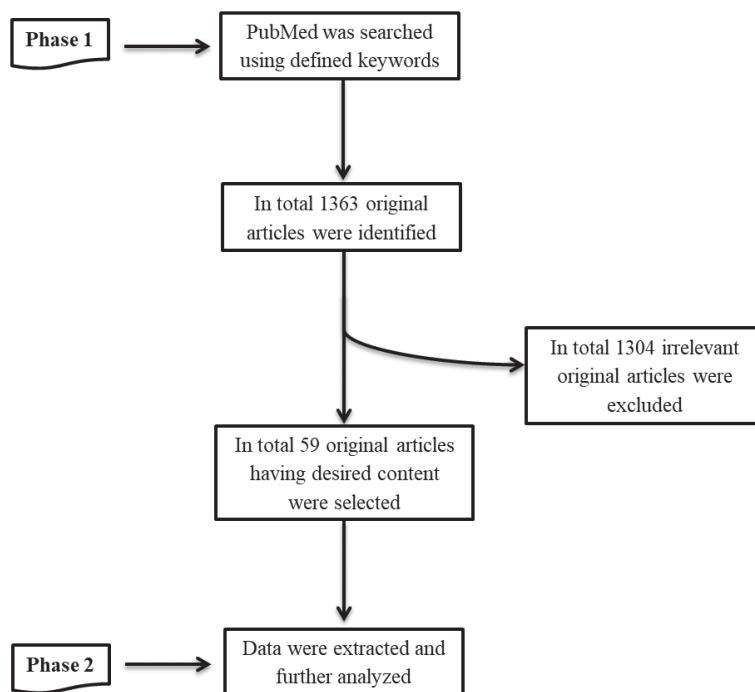 Phase 1
PubMed was searched
using defined keywords
In total 1363 original
articles were identified
In total 1304 irrelevant
original articles were
excluded
In total 59 original articles
having desired content
were selected
Phase 2
Data were extracted and
further analyzed